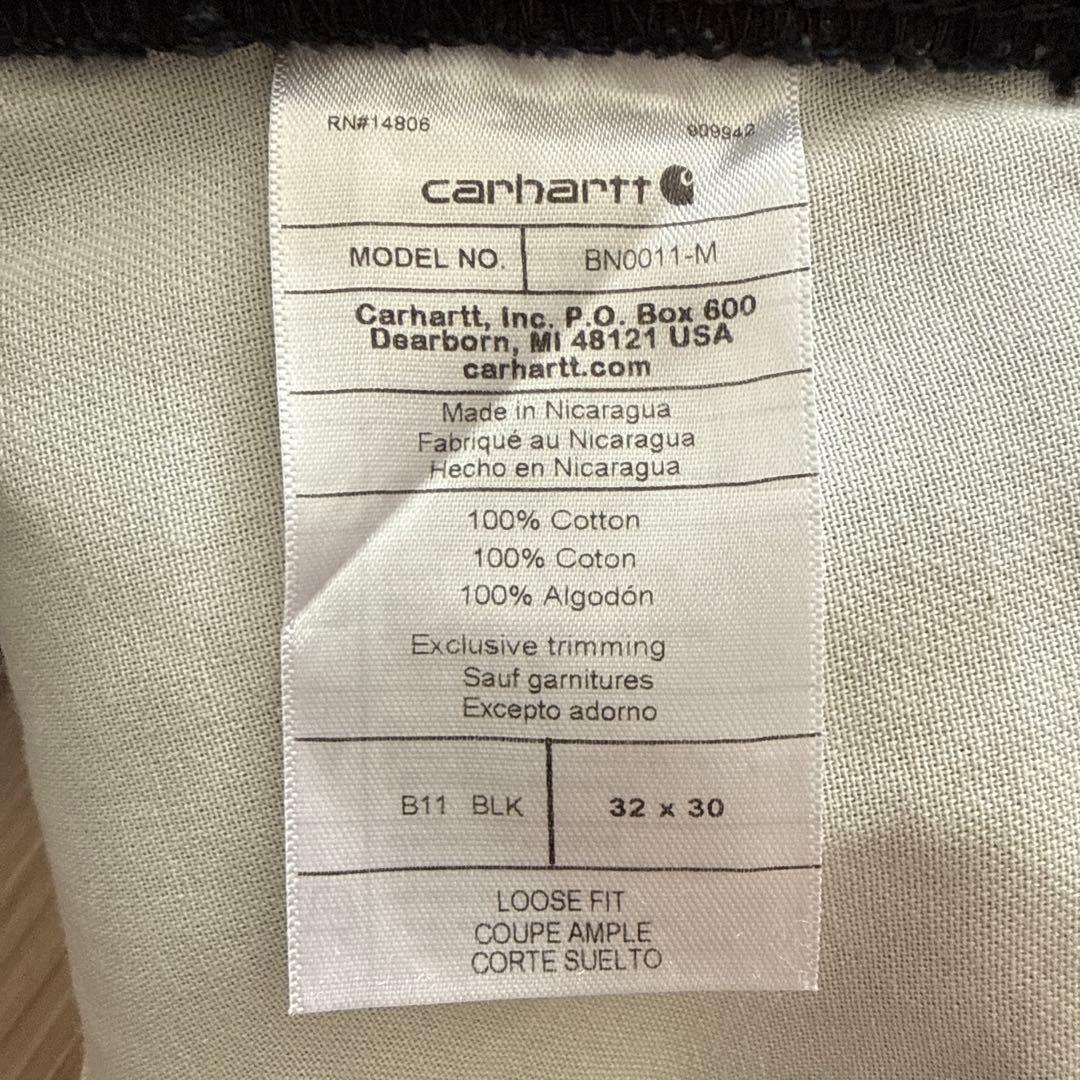 RN#14806 909942
carhartt
MODEL NO. BN0011-M
Carhartt, Inc. P.O. Box 600
Dearborn, MI 48121 USA
carhartt.com
Made in Nicaragua
Fabriqué au Nicaragua
Hecho en Nicaragua
100% Cotton
100% Coton
100% Algodón
Exclusive trimming
Sauf garnitures
Excepto adorno
B11 BLK 32 x 30
LOOSE FIT
COUPE AMPLE
CORTE SUELTO